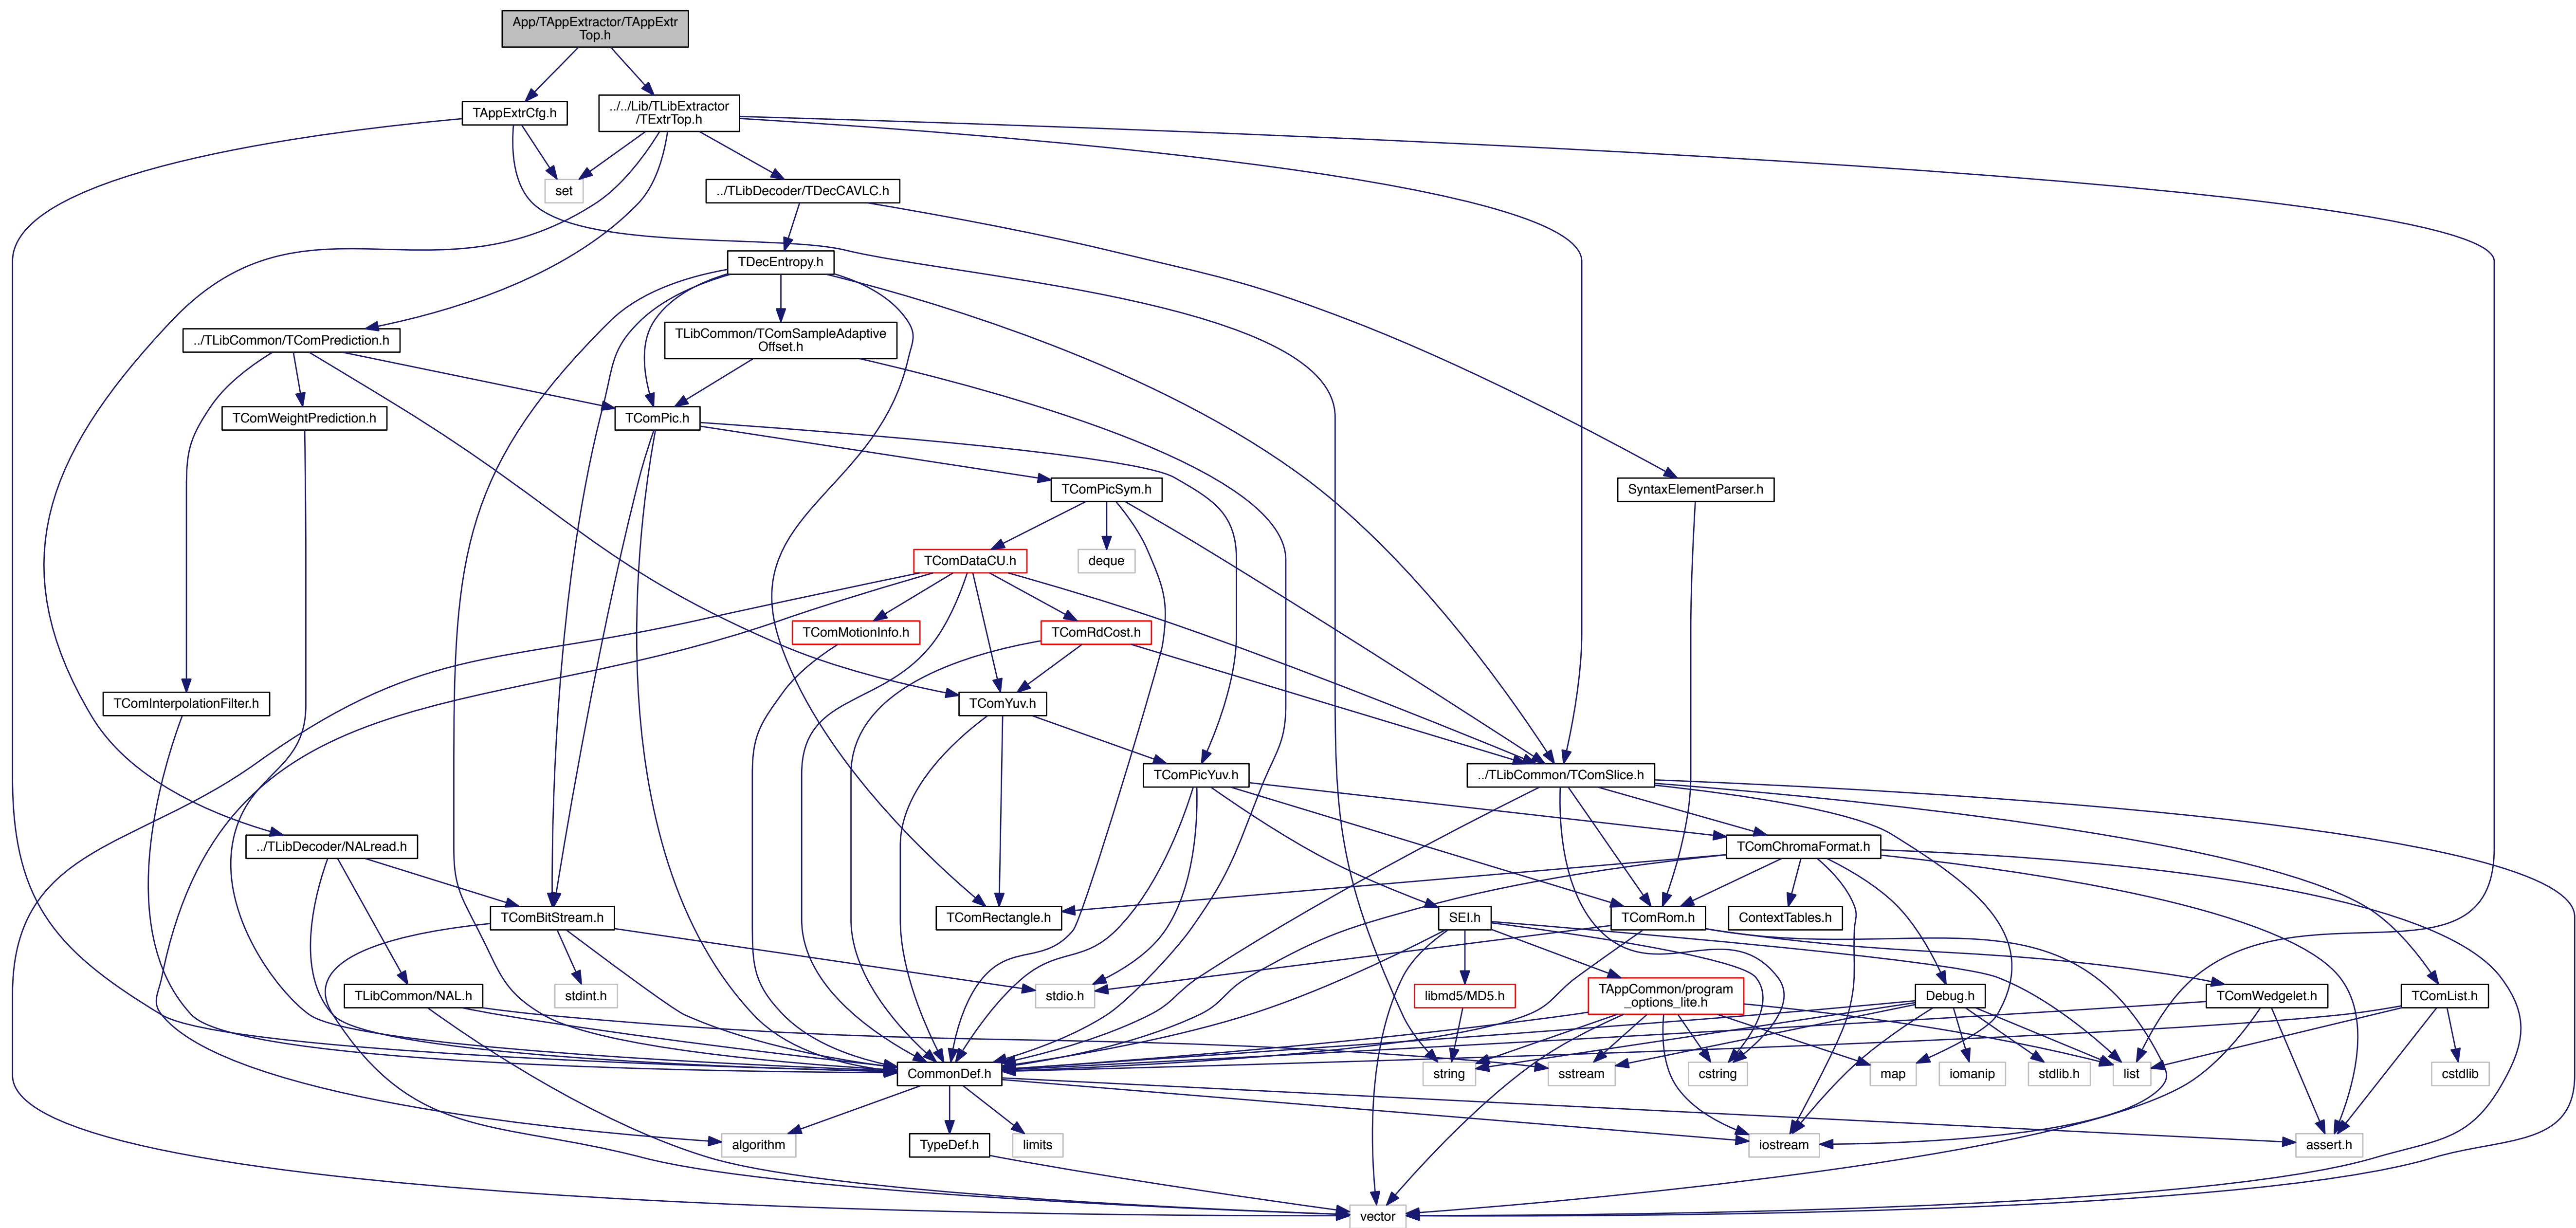 App/TAppExtractor/TAppExtr
Top.h
TAppExtrCfg.h
../../Lib/TLibExtractor
/TExtrTop.h
set
../TLibDecoder/TDecCAVLC.h
TDecEntropy.h
../TLibCommon/TComPrediction.h
TLibCommon/TComSampleAdaptive
Offset.h
TComWeightPrediction.h
TComPic.h
TComPicSym.h
SyntaxElementParser.h
TComDataCU.h
deque
TComMotionInfo.h
TComRdCost.h
TComInterpolationFilter.h
TComYuv.h
TComPicYuv.h
../TLibCommon/TComSlice.h
../TLibDecoder/NALread.h
TComChromaFormat.h
TComBitStream.h
TComRectangle.h
SEI.h
TComRom.h
ContextTables.h
TLibCommon/NAL.h
stdint.h
stdio.h
libmd5/MD5.h
TAppCommon/program
_options_lite.h
Debug.h
TComWedgelet.h
TComList.h
CommonDef.h
string
sstream
cstring
map
iomanip
stdlib.h
list
cstdlib
algorithm
TypeDef.h
limits
iostream
assert.h
vector